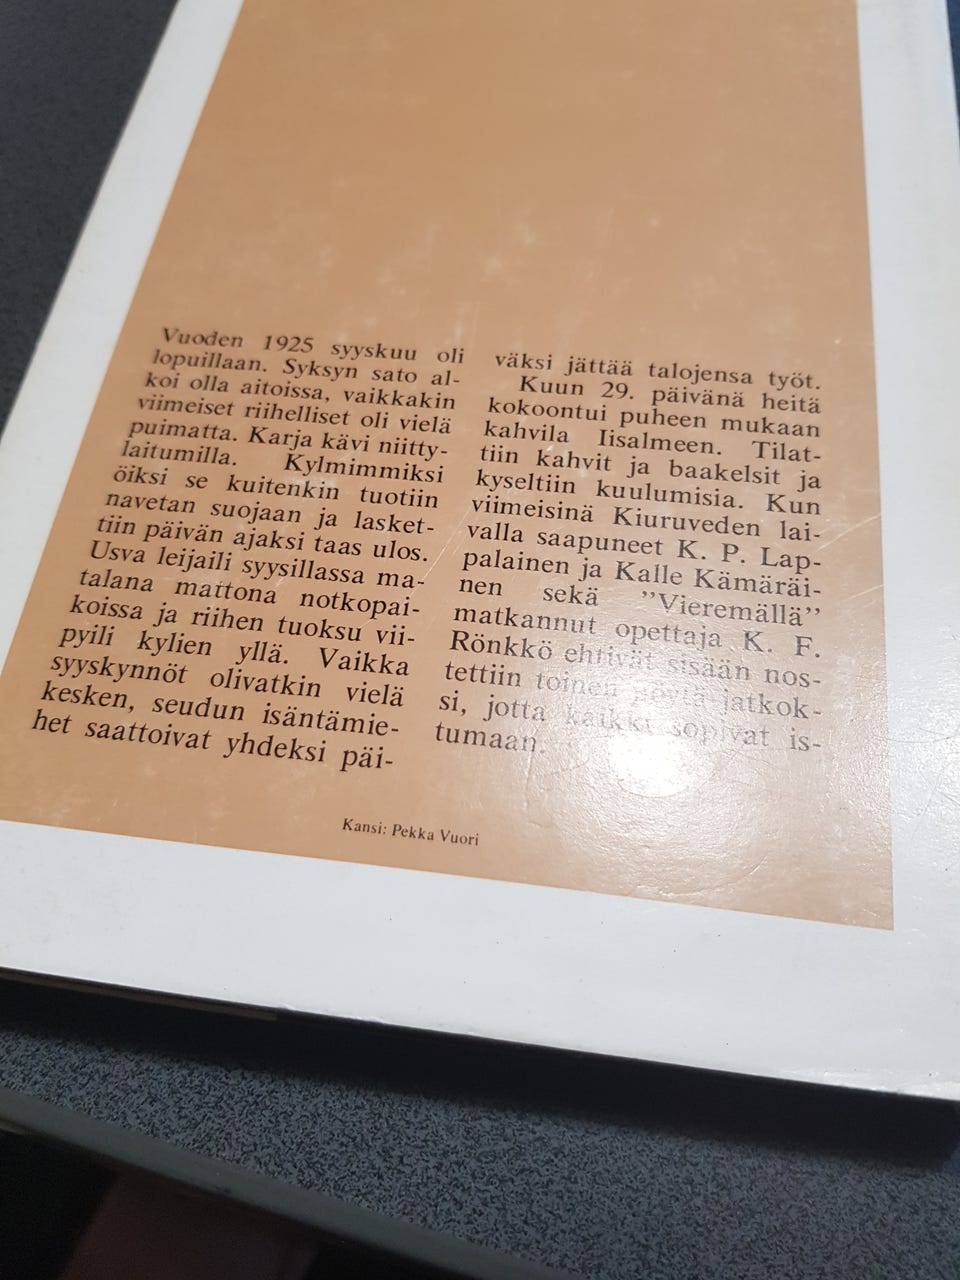 Vuoden 1925 syyskuu oli
lopuillaan. Syksyn sato al-
koi olla aitoissa, vaikkakin
viimeiset riihelliset oli vielä
puimatta. Karja kävi niitty-
laitumilla. Kylmimmiksi
öiksi se kuitenkin tuotiin
navetan suojaan ja lasket-
tiin päivän ajaksi taas ulos.
Usva leijaili syysillassa ma-
talana mattona notkopai-
koissa ja riihen tuoksu vii-
pyili kylien yllä. Vaikka
syyskynnöt olivatkin vielä
kesken, seudun isäntämie-
het saattoivat yhdeksi päi-
väksi jättää talojensa työt.
Kuun 29. päivänä heitä
kokoontui puheen mukaan
kahvila Iisalmeen. Tilat-
tiin kahvit ja baakelsit ja
kyseltiin kuulumisia. Kun
viimeisinä Kiuruveden lai-
valla saapuneet K. P. Lap-
palainen ja Kalle Kämäräi-
nen sekä ”Vieremällä”
matkannut opettaja K. F.
Rönkkö ehtivät sisään nos-
tettiin toinen pöytä jatkok-
si, jotta kaikki sopivat is-
tumaan.
Kansi: Pekka Vuori